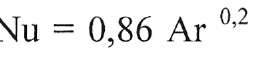 Nu = 0,86 Ar ^0,2